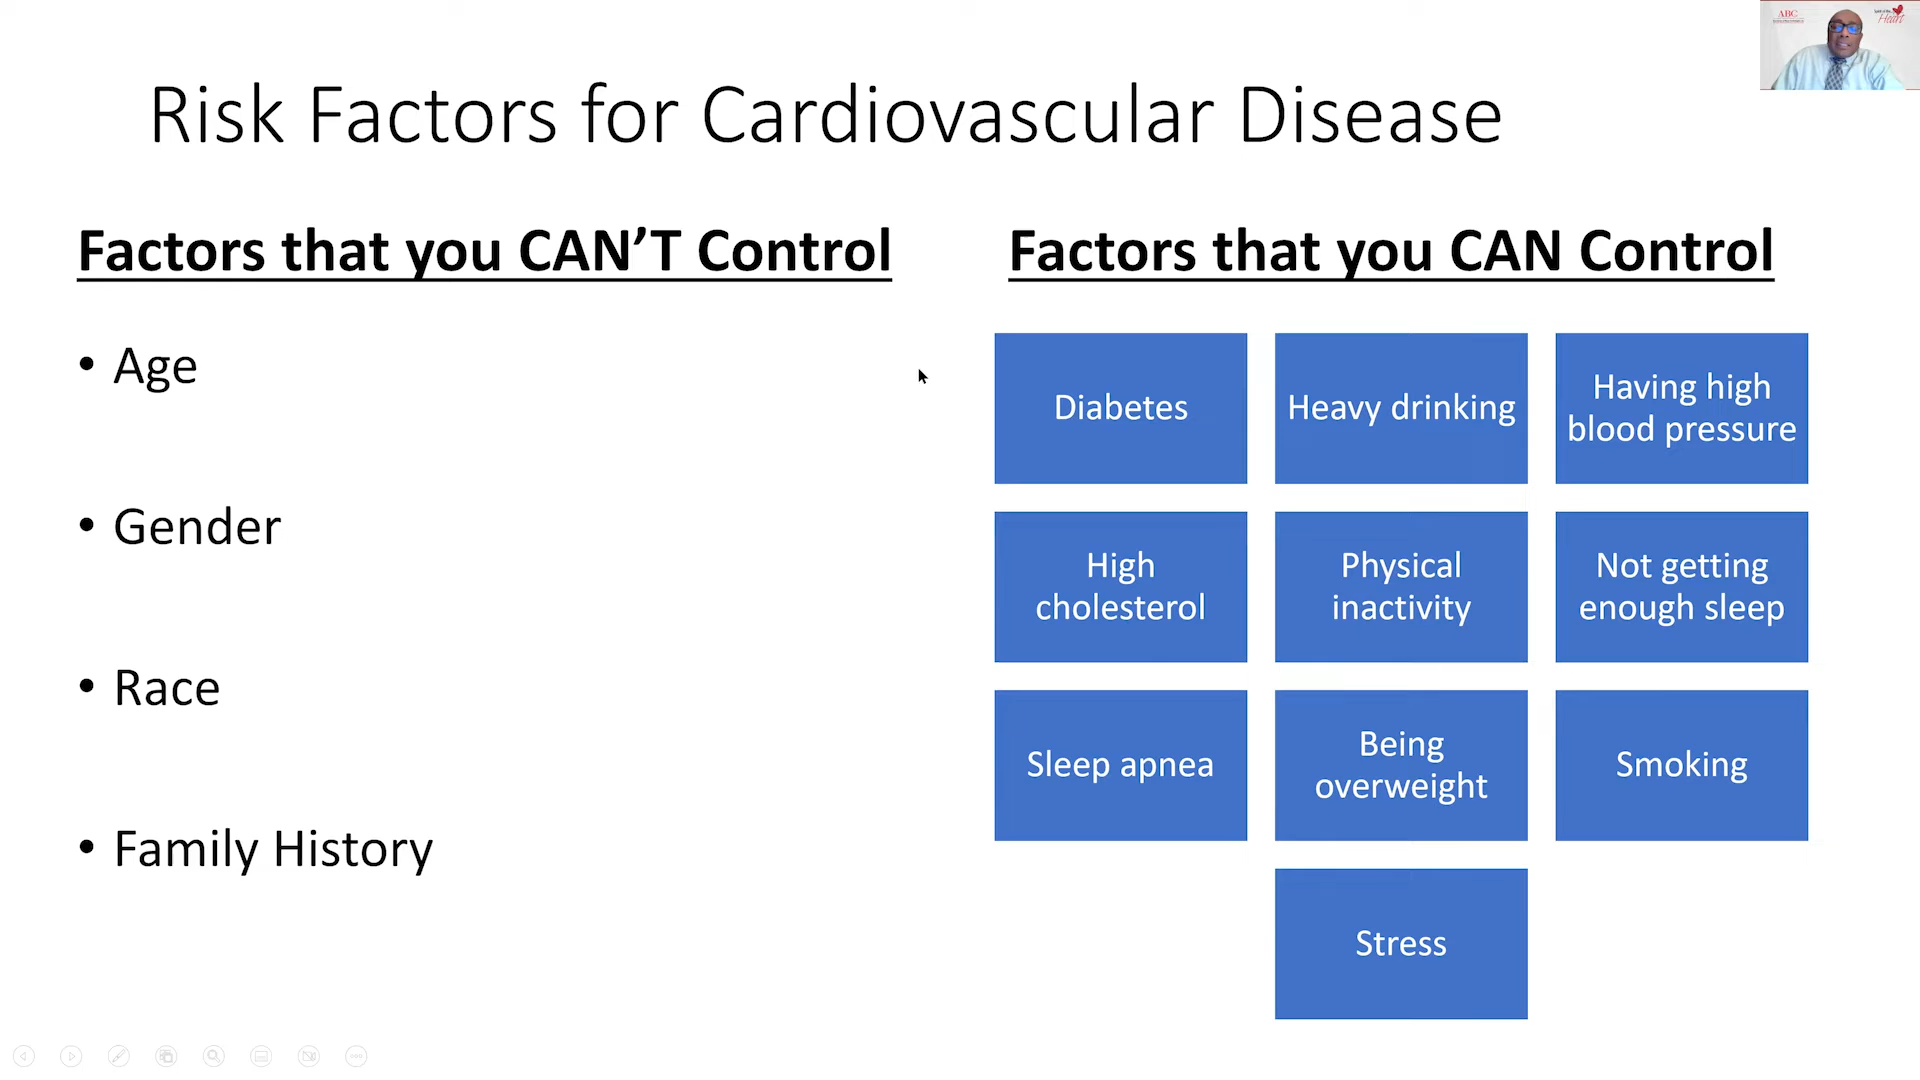 ABC
Heart
Risk Factors for Cardiovascular Disease
Factors that you CAN'T Control
• Age
• Gender
• Race
• Family History
Factors that you CAN Control
Diabetes
Heavy drinking
Having high
blood pressure
High
cholesterol
Physical
inactivity
Not getting
enough sleep
Sleep apnea
Being
overweight
Smoking
Stress